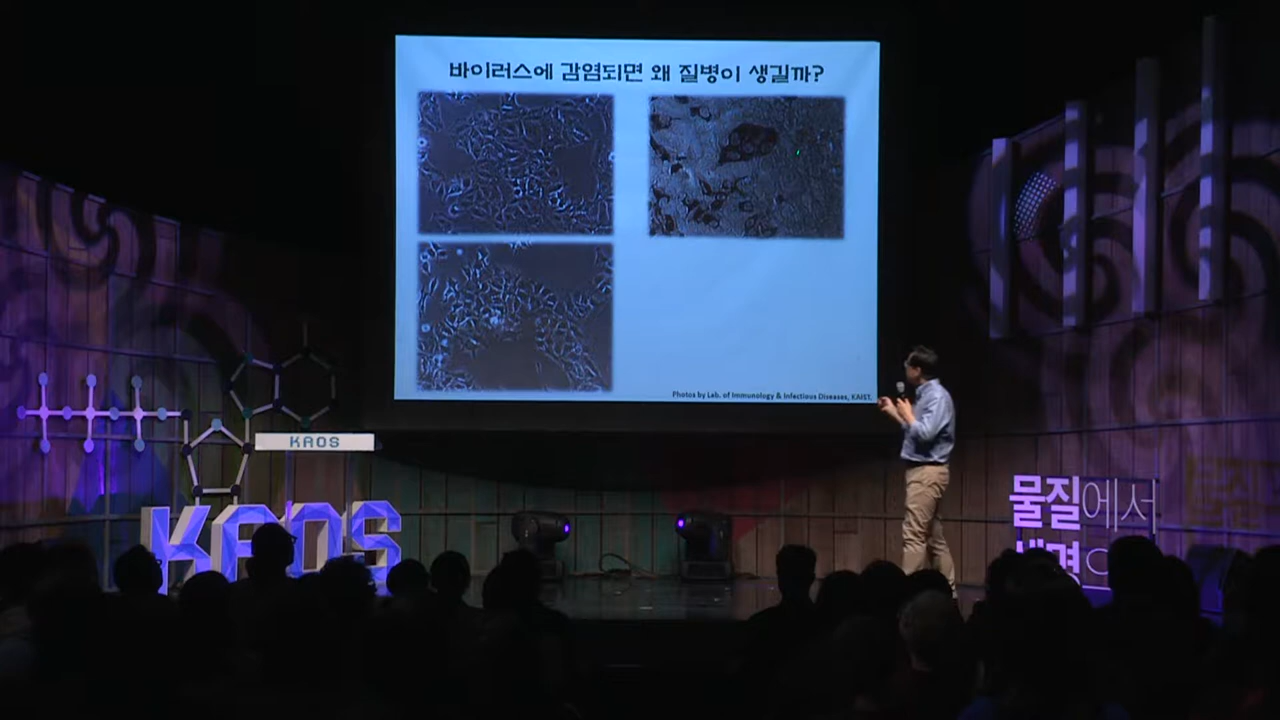 바이러스에 감염되면 왜 질병이 생길까?
Photos by Lab. of Immunology & Infectious Diseases, KAIST.
KAOS
KAOS
물질에서